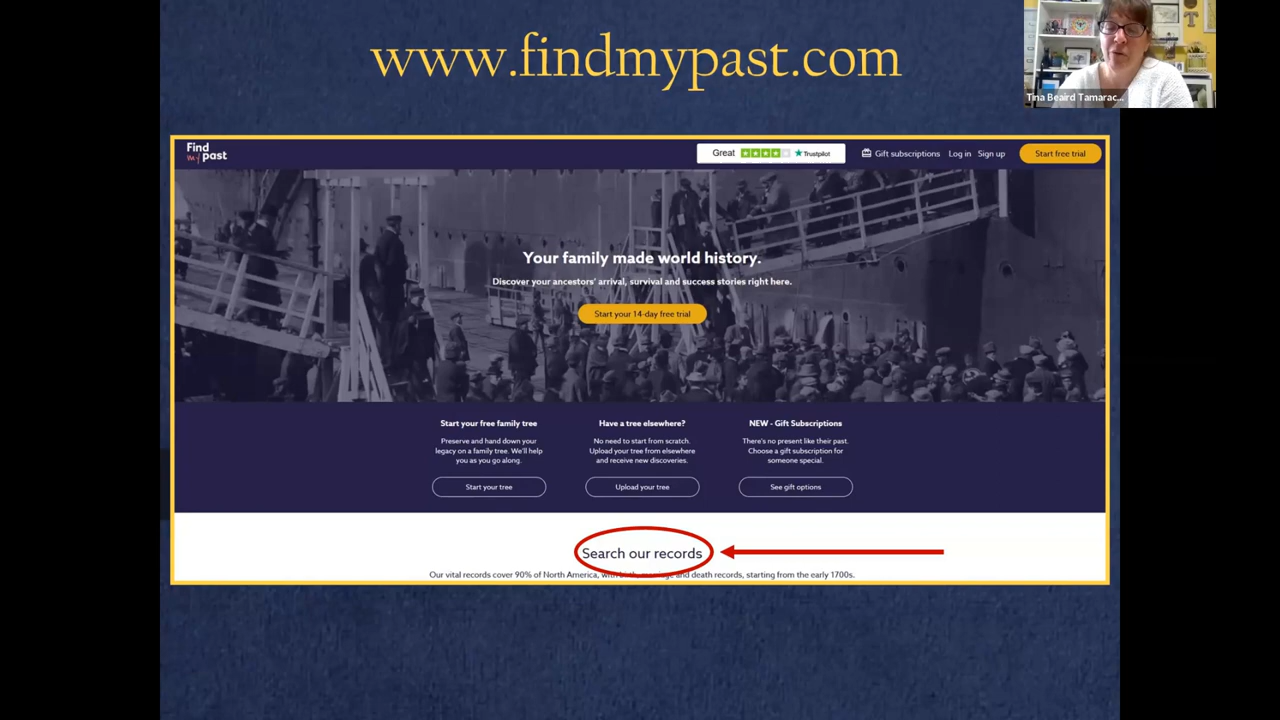 www.findmypast.com
Tina Beaird Tamarac...
Find
my past
Great
Trustpilot
Gift subscriptions
Log in
Sign up
Start free trial
Your family made world history.
Discover your ancestors' arrival, survival and success stories right here.
Start your 14-day free trial
Start your free family tree
Preserve and hand down your
legacy on a family tree. We'll help
you as you go along.
Start your tree
Have a tree elsewhere?
No need to start from scratch.
Upload your tree from elsewhere
and receive new discoveries.
Upload your tree
NEW - Gift Subscriptions
There's no present like their past.
Choose a gift subscription for
someone special.
See gift options
Search our records
Our vital records cover 90% of North America, with birth, marriage and death records, starting from the early 1700s.